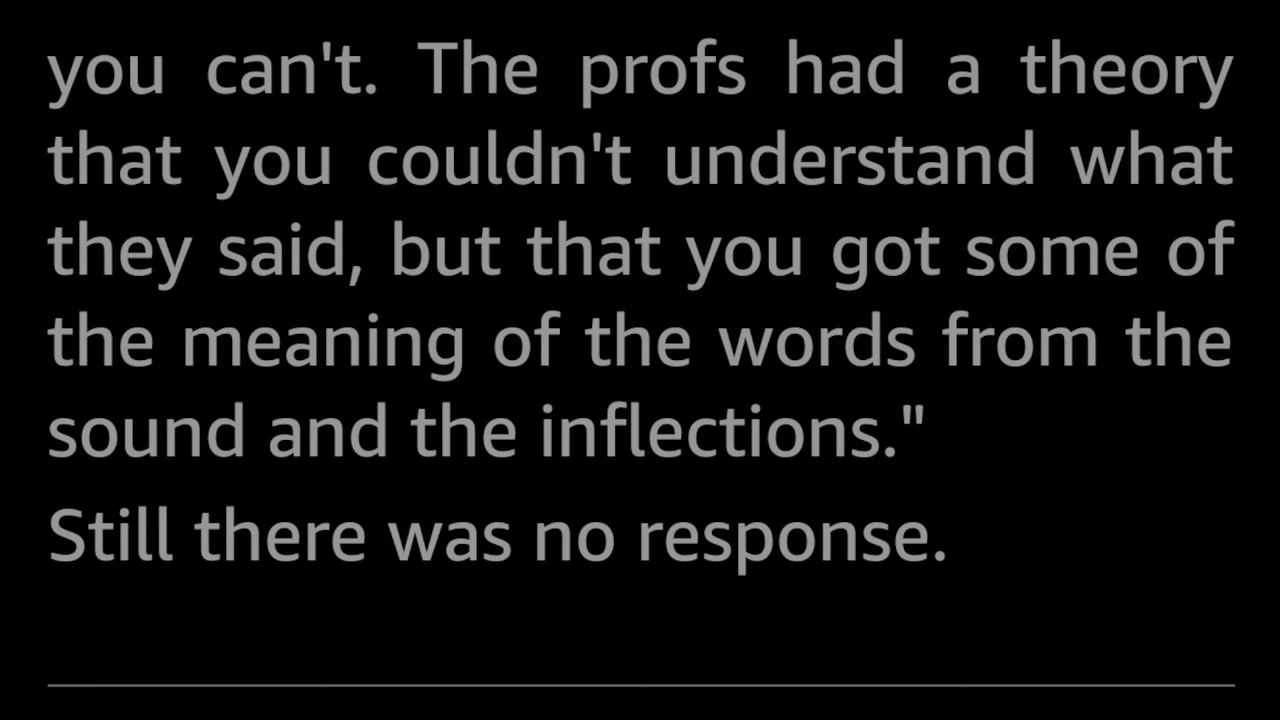 you can't. The profs had a theory
that you couldn't understand what
they said, but that you got some of
the meaning of the words from the
sound and the inflections."
Still there was no response.